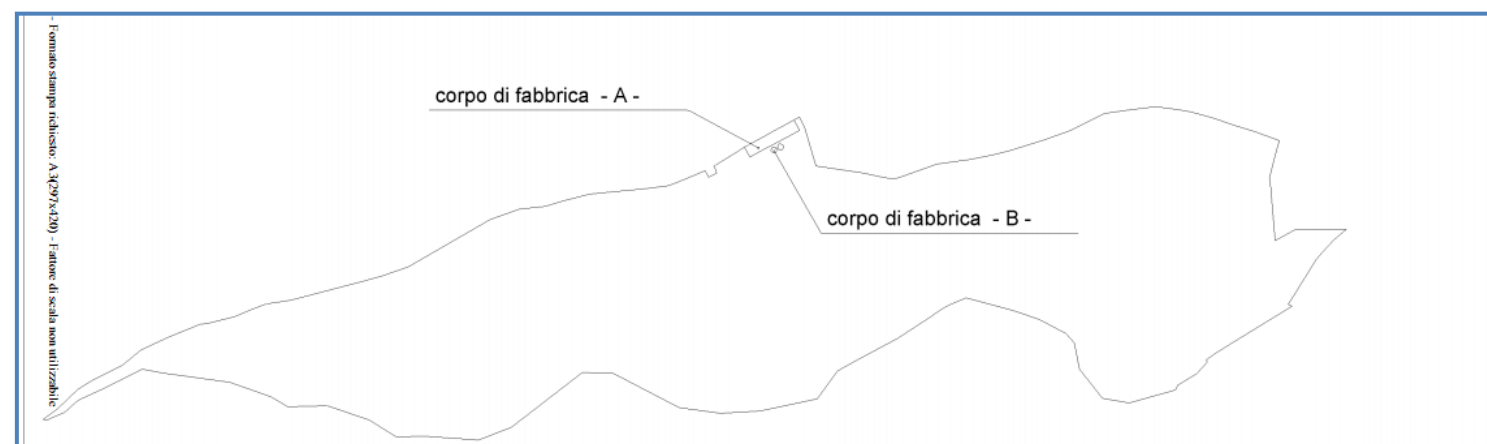 - Formato stampa richiesto: A3(297x420) - Fattore di scala non utilizzabile
corpo di fabbrica - A -
corpo di fabbrica - B -